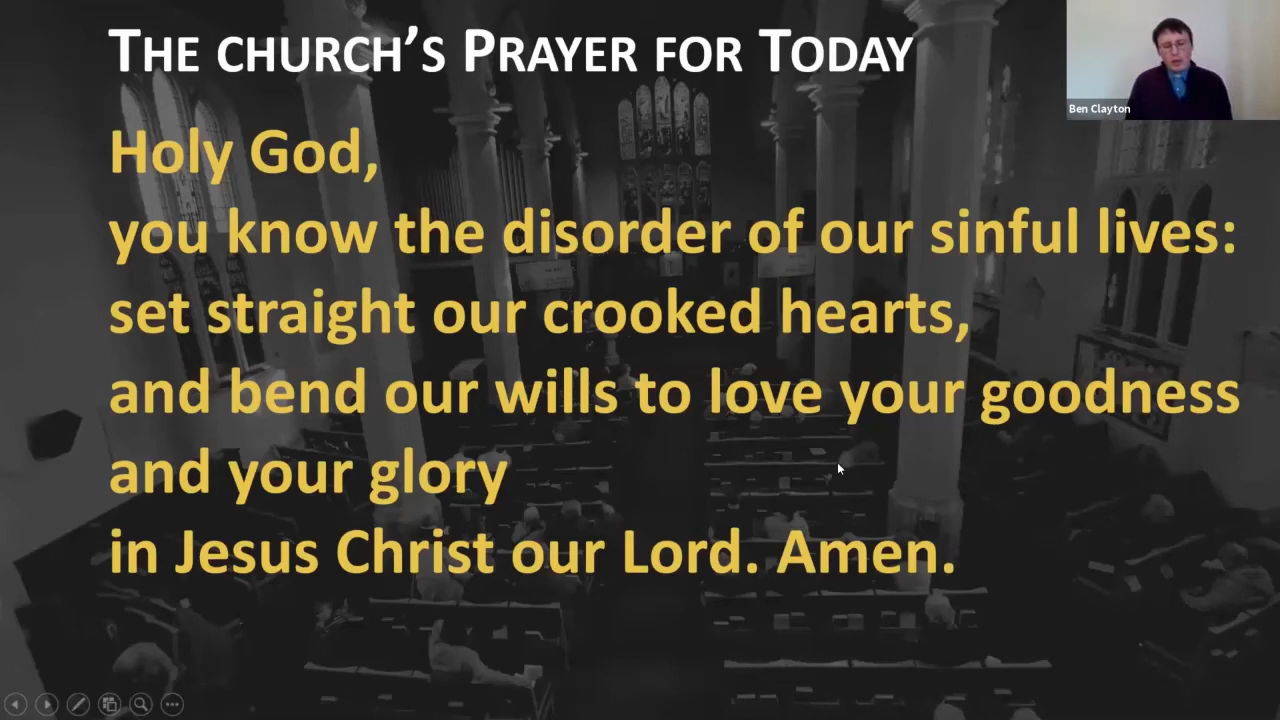 THE CHURCH'S PRAYER FOR TODAY
Ben Clayton
Holy God,
you know the disorder of our sinful lives:
set straight our crooked hearts,
and bend our wills to love your goodness
and your glory
in Jesus Christ our Lord. Amen.